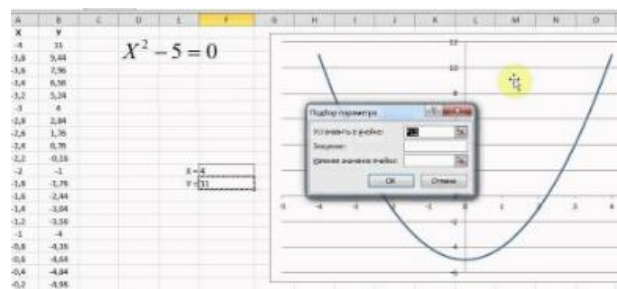 A B C D E F G H I J K L M N O
X Y
-4 11
-3,8 9,44
-3,6 7,96
-3,4 6,56
-3,2 5,24
-3 4
-2,8 2,84
-2,6 1,76
-2,4 0,76
-2,2 -0,16
-2 -1
-1,8 -1,76
-1,6 -2,44
-1,4 -3,04
-1,2 -3,56
-1 -4
-0,8 -4,36
-0,6 -4,64
-0,4 -4,84
-0,2 -4,96
X² − 5 = 0
X = 4
Y = 11
12
10
8
Подбор параметра
Установить в ячейке:
Значение:
Изменяя значение ячейки:
ОК Отмена